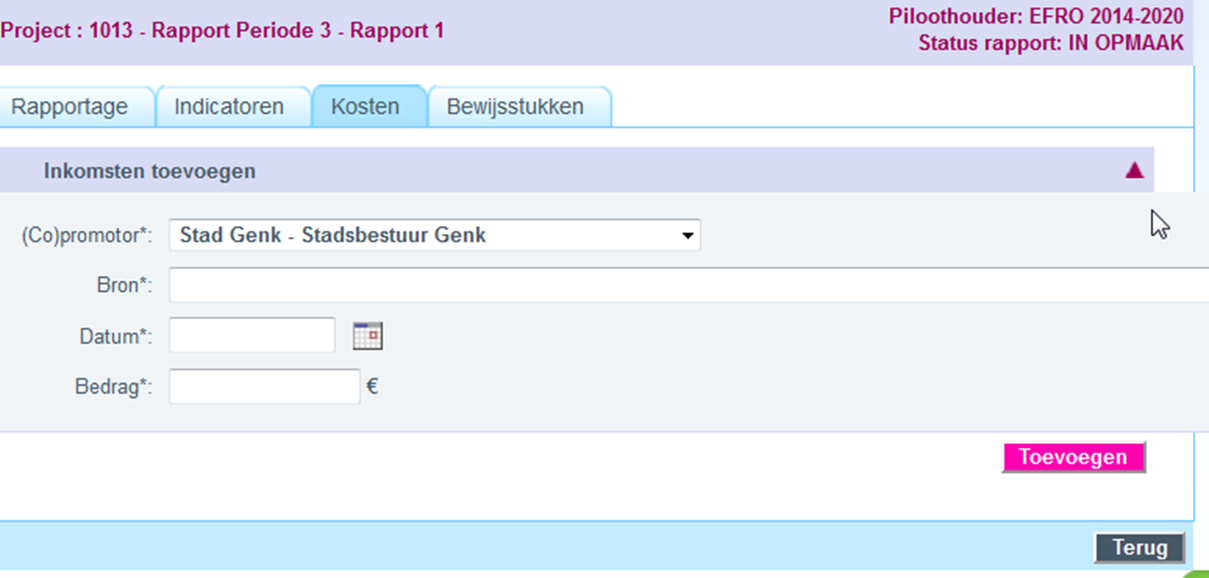 Project : 1013 - Rapport Periode 3 - Rapport 1
Piloothouder: EFRO 2014-2020
Status rapport: IN OPMAAK
Rapportage Indicatoren Kosten Bewijsstukken
Inkomsten toevoegen
(Co)promotor*: Stad Genk - Stadsbestuur Genk
Bron*:
Datum*:
Bedrag*: €
Toevoegen
Terug